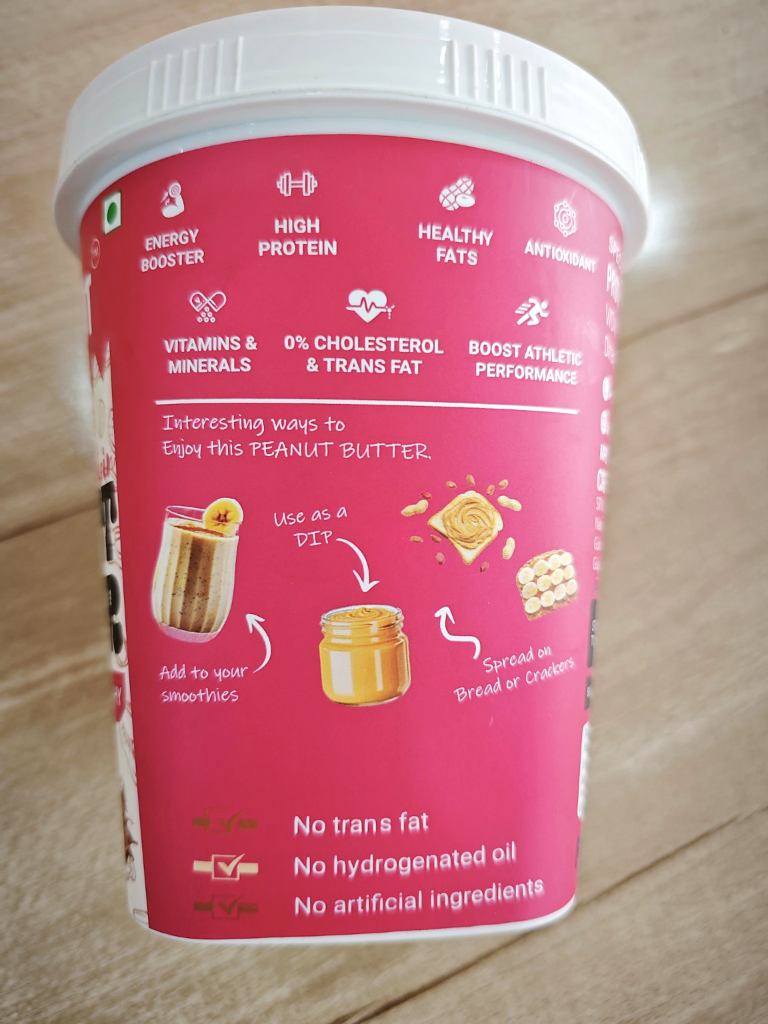 ENERGY
BOOSTER
HIGH
PROTEIN
HEALTHY
FATS
ANTIOXIDANT
VITAMINS &
MINERALS
0% CHOLESTEROL
& TRANS FAT
BOOST ATHLETIC
PERFORMANCE
Interesting ways to
Enjoy this PEANUT BUTTER.
Use as a
DIP
Add to your
smoothies
Spread on
Bread or Crackers
No trans fat
No hydrogenated oil
No artificial ingredients